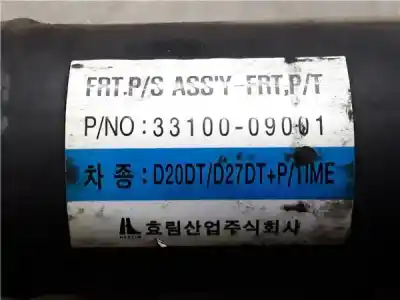 FRT.P/S ASS'Y-FRT,P/T
P/NO:33100-09001
차 종: D20DT/D27DT+P/TIME
효림산업주식회사